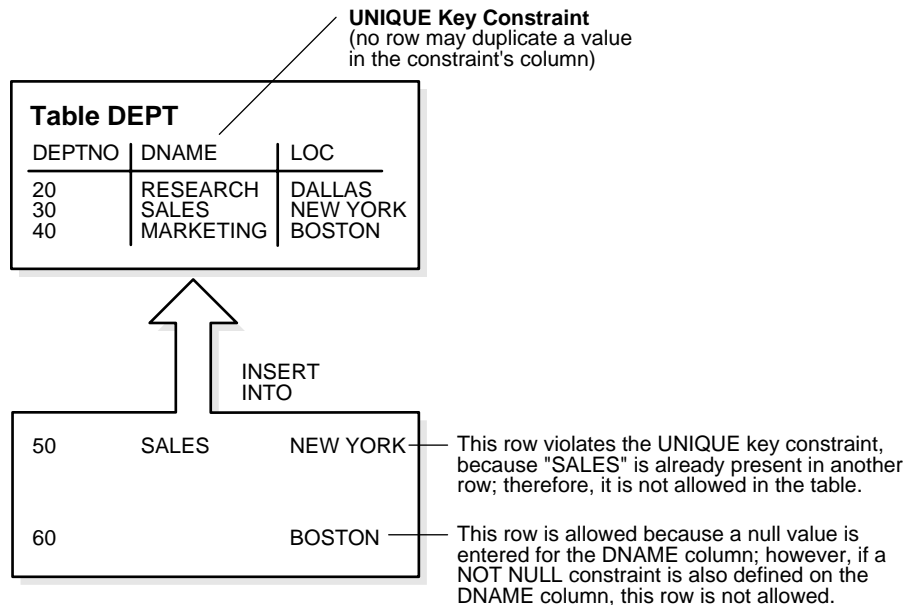 UNIQUE Key Constraint
(no row may duplicate a value
in the constraint's column)
Table DEPT
DEPTNO DNAME LOC
20 RESEARCH DALLAS
30 SALES NEW YORK
40 MARKETING BOSTON
INSERT
INTO
50 SALES NEW YORK
This row violates the UNIQUE key constraint,
because "SALES" is already present in another
row; therefore, it is not allowed in the table.
60 BOSTON
This row is allowed because a null value is
entered for the DNAME column; however, if a
NOT NULL constraint is also defined on the
DNAME column, this row is not allowed.